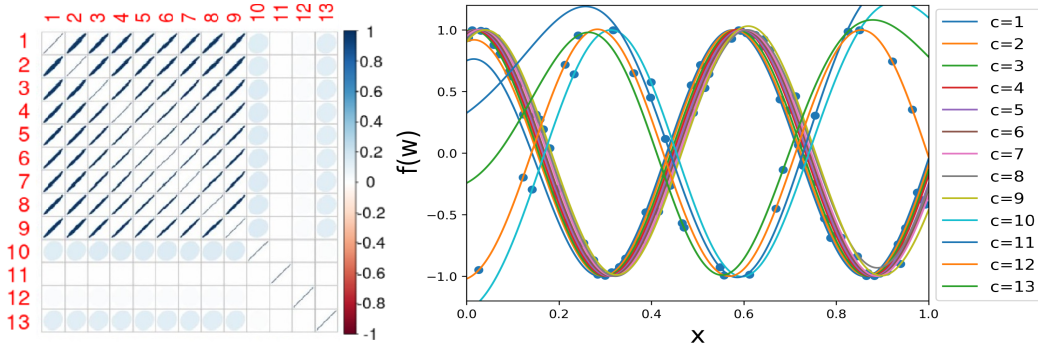 1 2 3 4 5 6 7 8 9 10 11 12 13
1
2
3
4
5
6
7
8
9
10
11
12
13
1
0.8
0.6
0.4
0.2
0
-0.2
-0.4
-0.6
-0.8
-1
f(w)
1.0
0.5
0.0
−0.5
−1.0
0.0 0.2 0.4 0.6 0.8 1.0
x
c=1
c=2
c=3
c=4
c=5
c=6
c=7
c=8
c=9
c=10
c=11
c=12
c=13